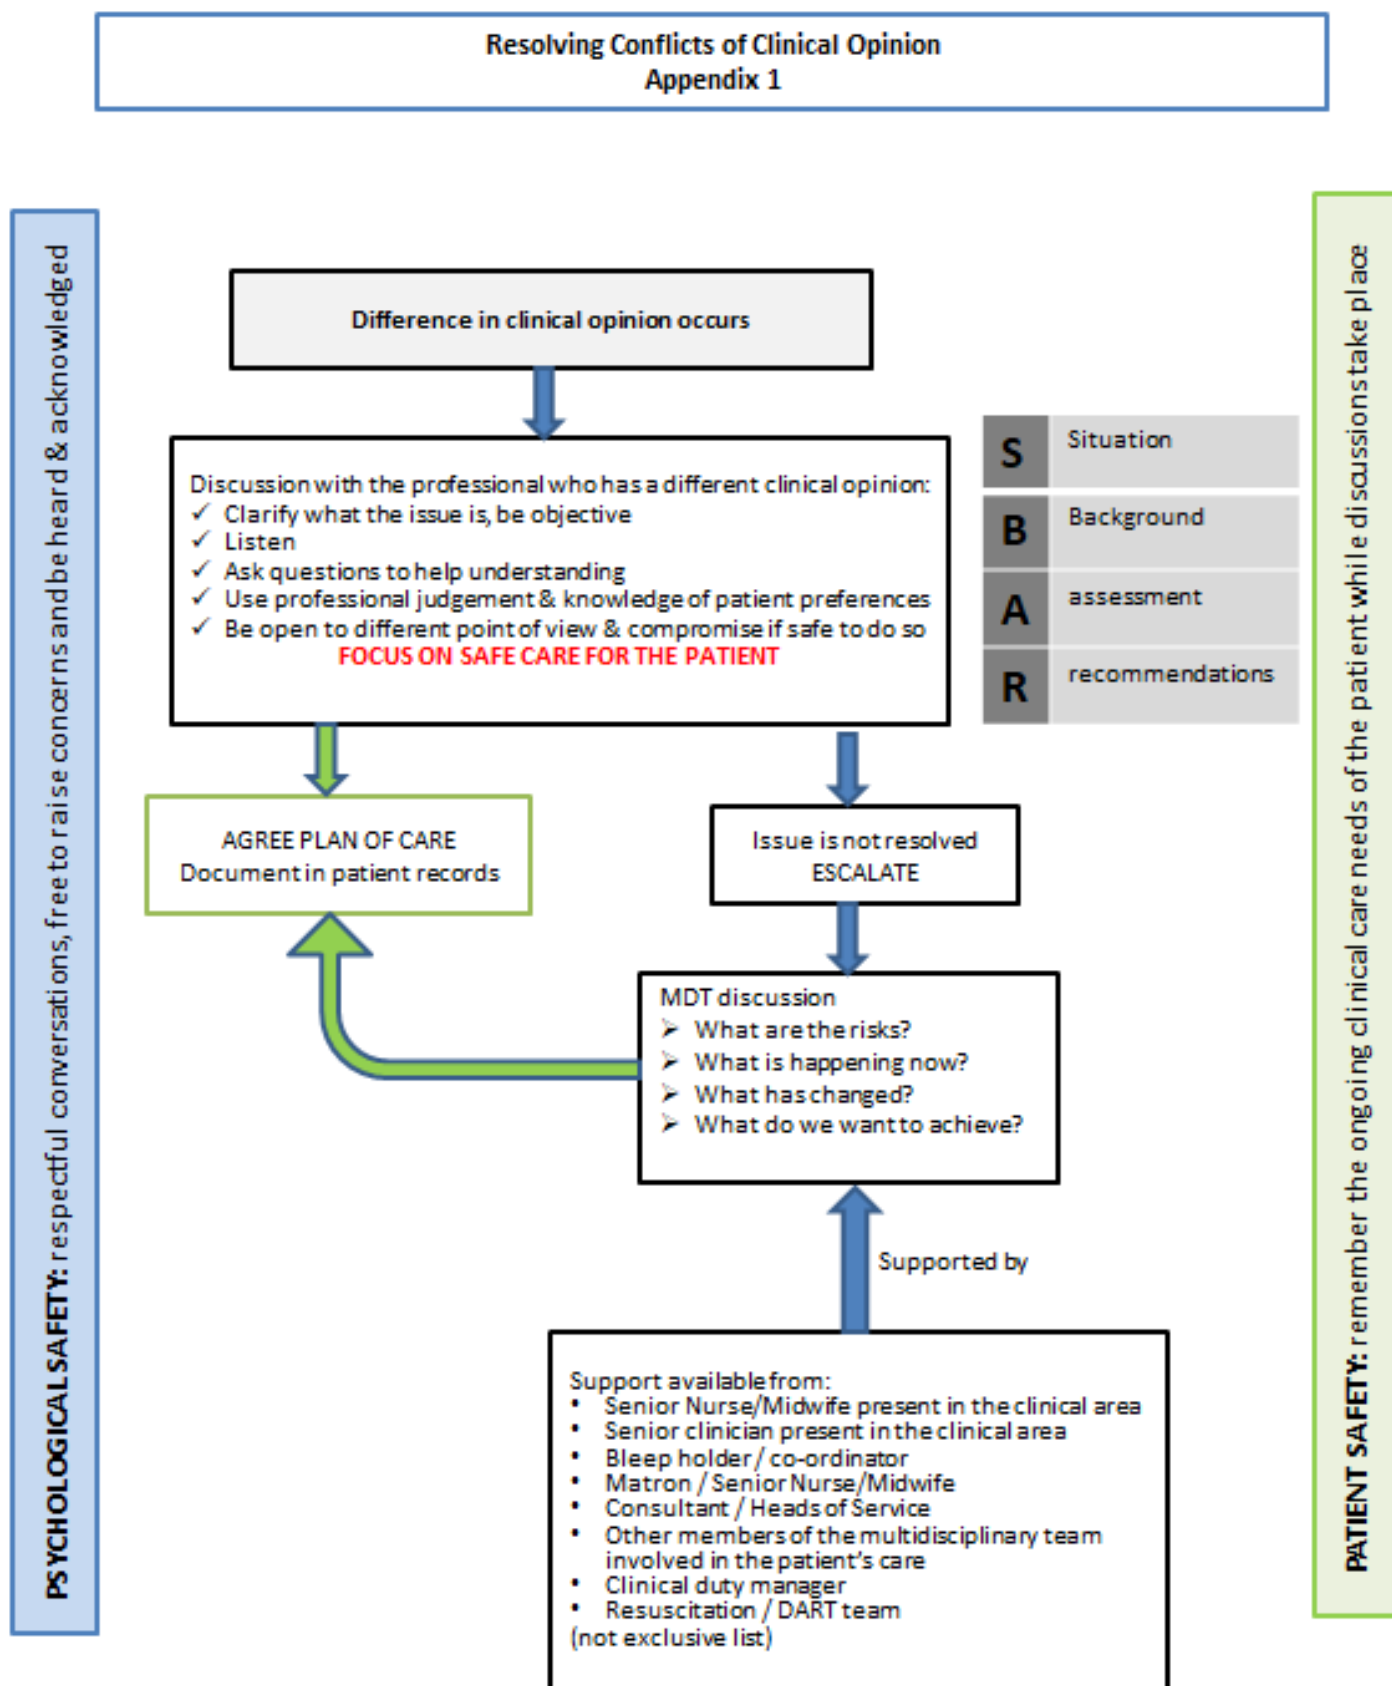 Resolving Conflicts of Clinical Opinion
Appendix 1
PSYCHOLOGICAL SAFETY: respectful conversations, free to raise concerns and be heard & acknowledged
Difference in clinical opinion occurs
Discussion with the professional who has a different clinical opinion:
✓ Clarify what the issue is, be objective
✓ Listen
✓ Ask questions to help understanding
✓ Use professional judgement & knowledge of patient preferences
✓ Be open to different point of view & compromise if safe to do so
FOCUS ON SAFE CARE FOR THE PATIENT
S Situation
B Background
A assessment
R recommendations
AGREE PLAN OF CARE
Document in patient records
Issue is not resolved
ESCALATE
MDT discussion
➢ What are the risks?
➢ What is happening now?
➢ What has changed?
➢ What do we want to achieve?
Supported by
Support available from:
• Senior Nurse/Midwife present in the clinical area
• Senior clinician present in the clinical area
• Bleep holder / co-ordinator
• Matron / Senior Nurse/Midwife
• Consultant / Heads of Service
• Other members of the multidisciplinary team
involved in the patient's care
• Clinical duty manager
• Resuscitation / DART team
(not exclusive list)
PATIENT SAFETY: remember the ongoing clinical care needs of the patient while discussions take place